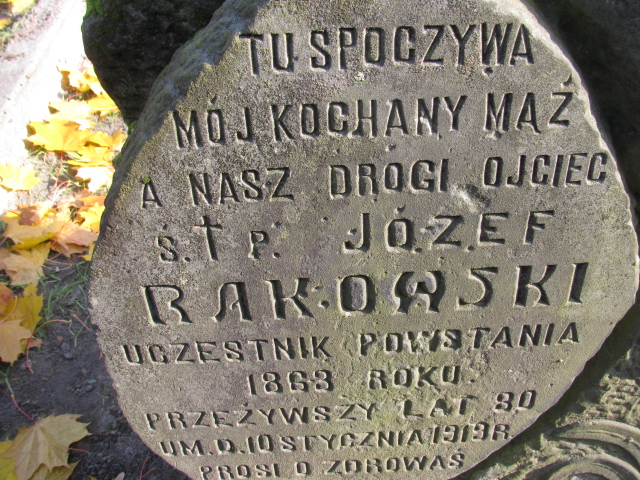 TU SPOCZYWA
MÓJ KOCHANY MĄŻ
A NASZ DROGI OJCIEC
Ś.†P. JÓZEF
RAKOWSKI
UCZESTNIK POWSTANIA
1863 ROKU.
PRZEŻYWSZY LAT 80
UM. D. 10 STYCZNIA 1919 R.
PROSI O ZDROWAŚ